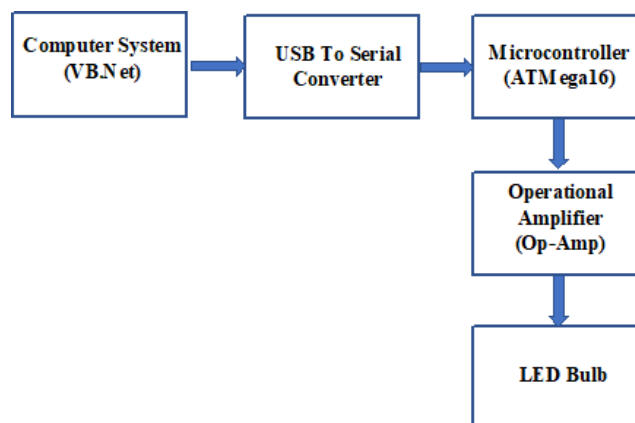 Computer System
(VB.Net)
USB To Serial
Converter
Microcontroller
(ATMega16)
Operational
Amplifier
(Op-Amp)
LED Bulb